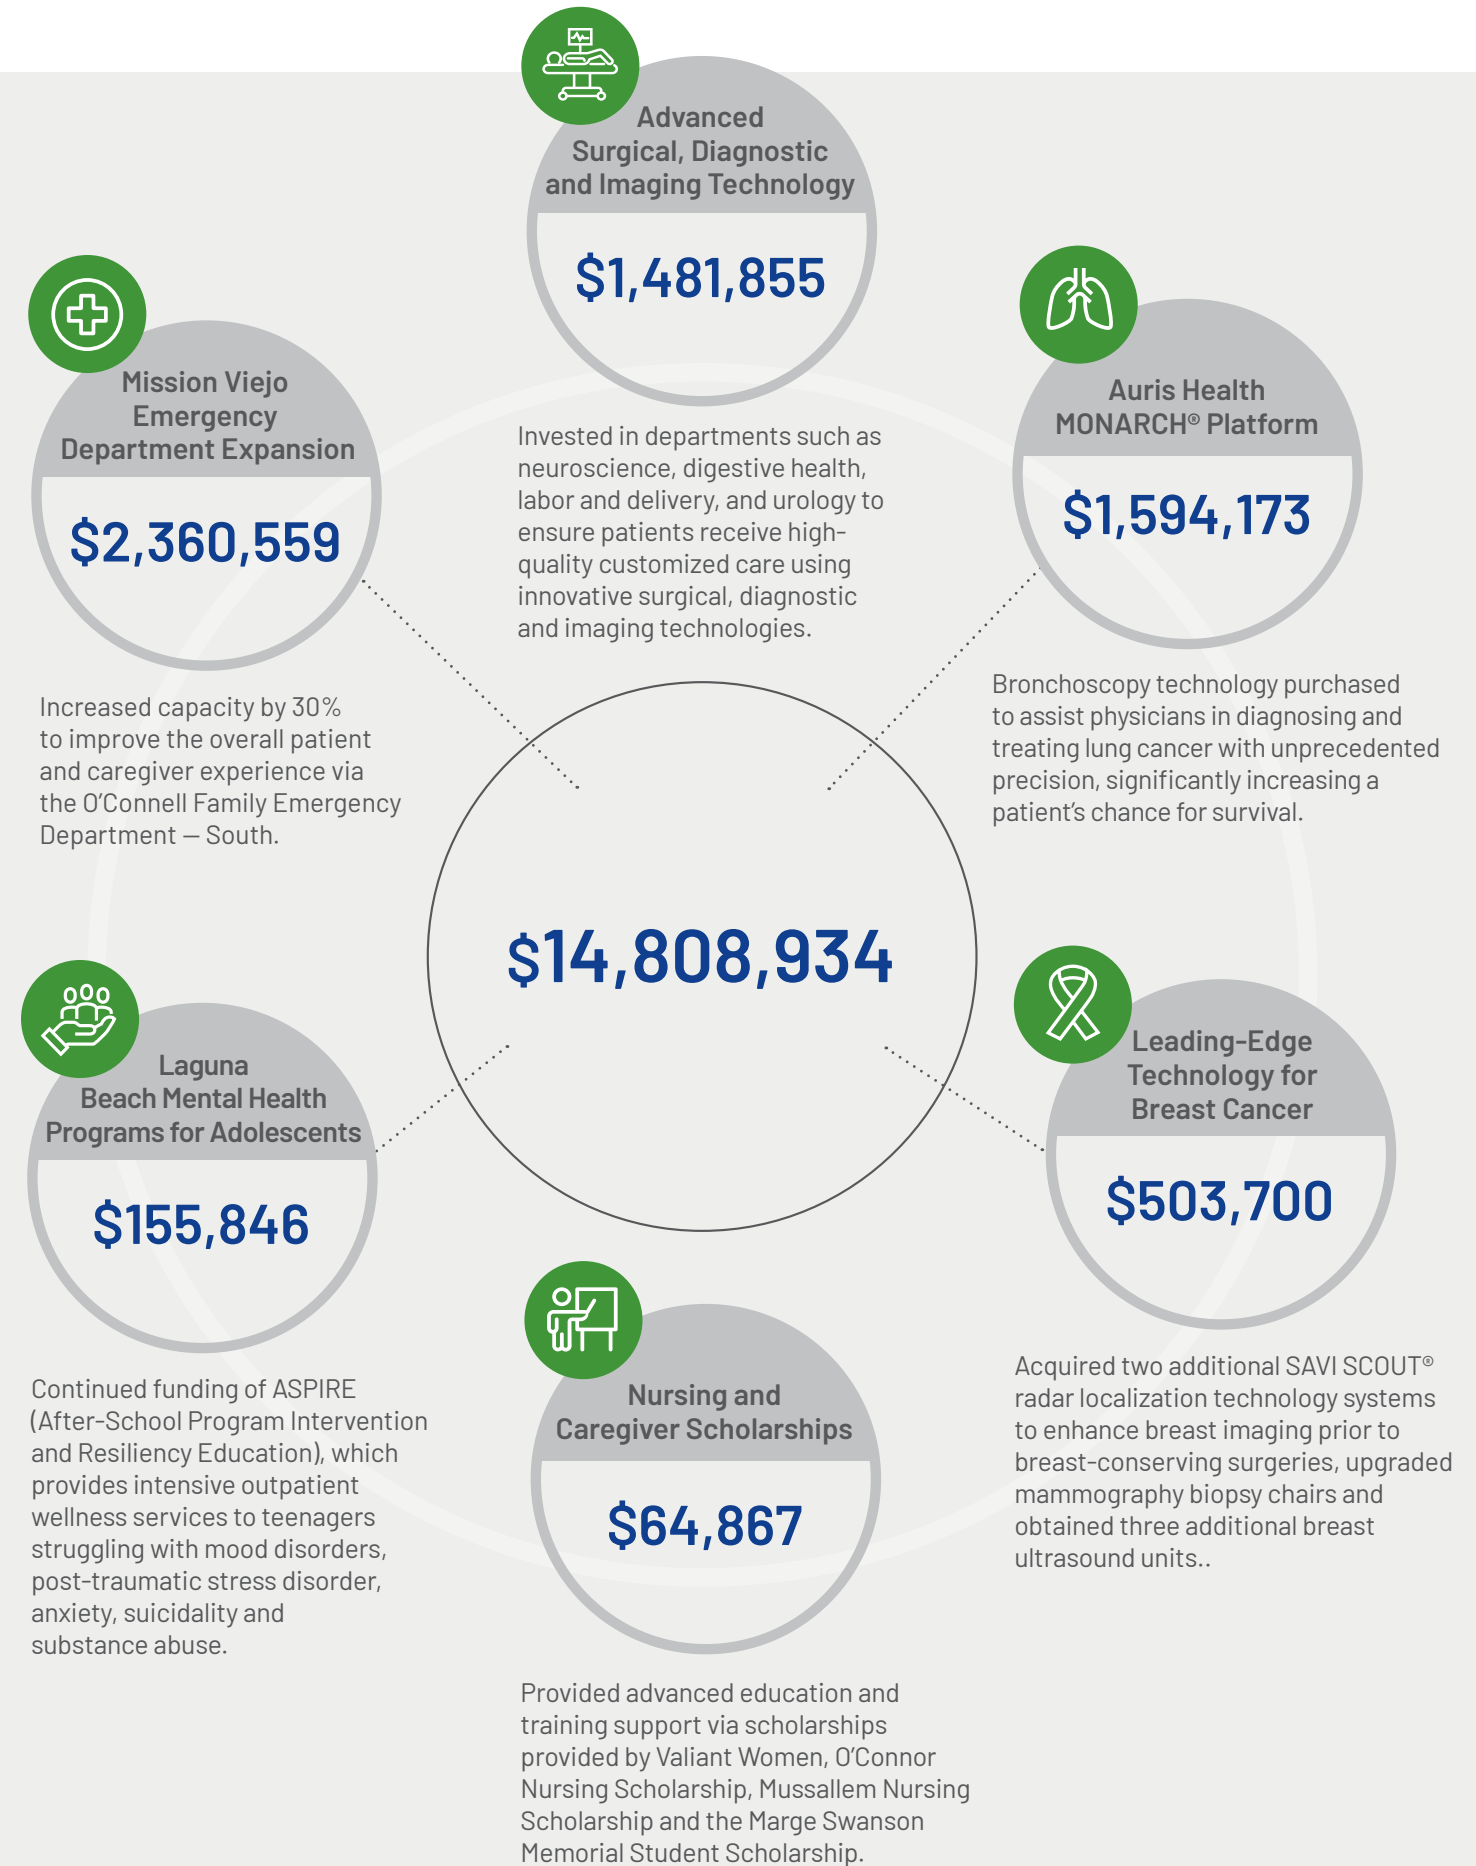 Advanced
Surgical, Diagnostic
and Imaging Technology
$1,481,855
Invested in departments such as
neuroscience, digestive health,
labor and delivery, and urology to
ensure patients receive high-
quality customized care using
innovative surgical, diagnostic
and imaging technologies.
Mission Viejo
Emergency
Department Expansion
$2,360,559
Increased capacity by 30%
to improve the overall patient
and caregiver experience via
the O’Connell Family Emergency
Department — South.
Auris Health
MONARCH® Platform
$1,594,173
Bronchoscopy technology purchased
to assist physicians in diagnosing and
treating lung cancer with unprecedented
precision, significantly increasing a
patient’s chance for survival.
$14,808,934
Laguna
Beach Mental Health
Programs for Adolescents
$155,846
Continued funding of ASPIRE
(After-School Program Intervention
and Resiliency Education), which
provides intensive outpatient
wellness services to teenagers
struggling with mood disorders,
post-traumatic stress disorder,
anxiety, suicidality and
substance abuse.
Leading-Edge
Technology for
Breast Cancer
$503,700
Acquired two additional SAVI SCOUT®
radar localization technology systems
to enhance breast imaging prior to
breast-conserving surgeries, upgraded
mammography biopsy chairs and
obtained three additional breast
ultrasound units..
Nursing and
Caregiver Scholarships
$64,867
Provided advanced education and
training support via scholarships
provided by Valiant Women, O’Connor
Nursing Scholarship, Mussallem Nursing
Scholarship and the Marge Swanson
Memorial Student Scholarship.